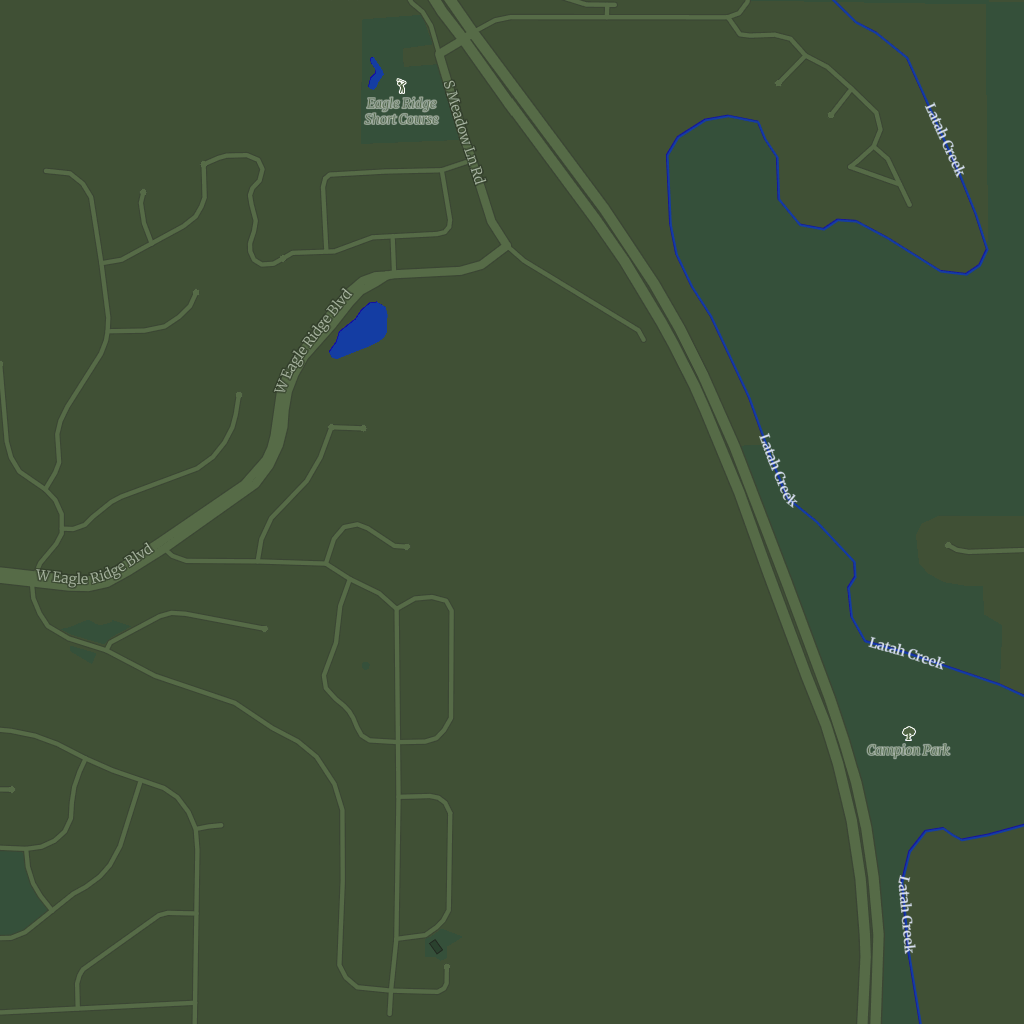 Eagle Ridge
Short Course
S Meadow Ln Rd
Latah Creek
W Eagle Ridge Blvd
Latah Creek
W Eagle Ridge Blvd
Latah Creek
Campion Park
Latah Creek